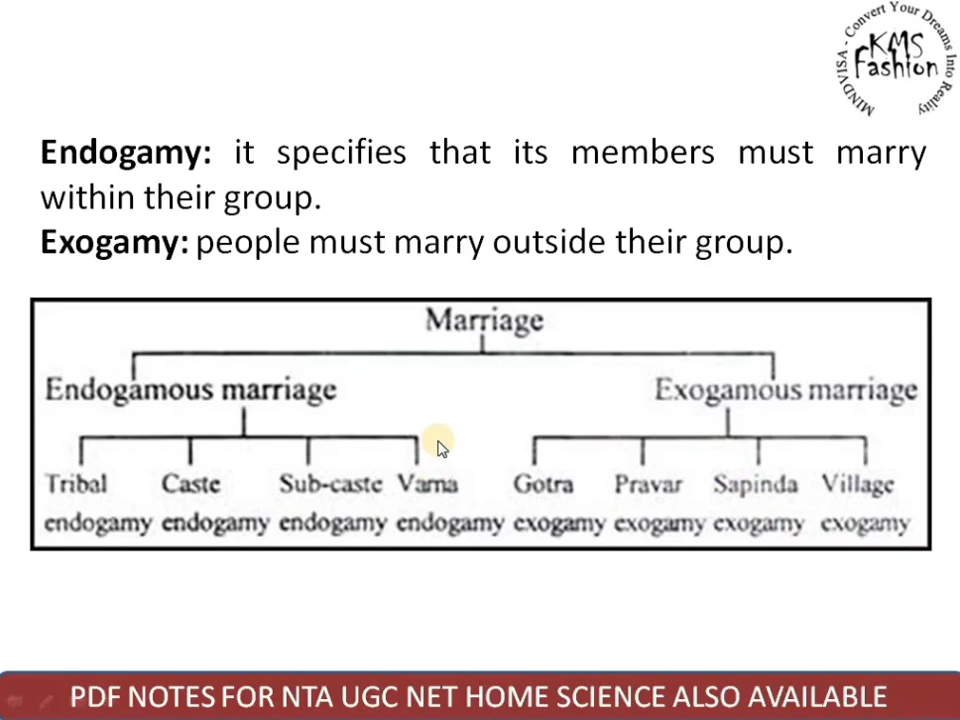 MINDVISA - Convert Your Dreams Into Reality
KMS
Fashion
Endogamy: it specifies that its members must marry
within their group.
Exogamy: people must marry outside their group.
Marriage
Endogamous marriage Exogamous marriage
Tribal Caste Sub-caste Varna Gotra Pravar Sapinda Village
endogamy endogamy endogamy endogamy exogamy exogamy exogamy exogamy
PDF NOTES FOR NTA UGC NET HOME SCIENCE ALSO AVAILABLE